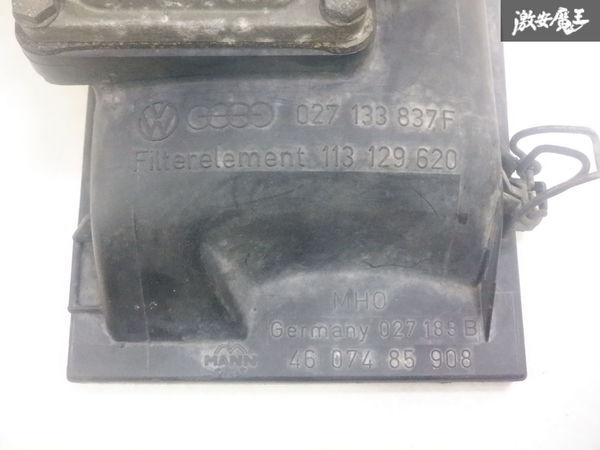 激安魔王
027 133 837F
Filterelement 113 129 620
MHO
Germany 027 183 B
MANN
46 074 85 908